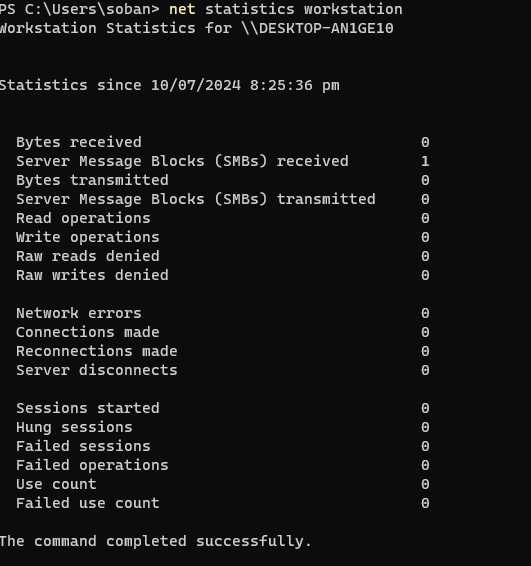 PS C:\Users\soban> net statistics workstation
Workstation Statistics for \\DESKTOP-AN1GE10
Statistics since 10/07/2024 8:25:36 pm
Bytes received 0
Server Message Blocks (SMBs) received 1
Bytes transmitted 0
Server Message Blocks (SMBs) transmitted 0
Read operations 0
Write operations 0
Raw reads denied 0
Raw writes denied 0
Network errors 0
Connections made 0
Reconnections made 0
Server disconnects 0
Sessions started 0
Hung sessions 0
Failed sessions 0
Failed operations 0
Use count 0
Failed use count 0
The command completed successfully.